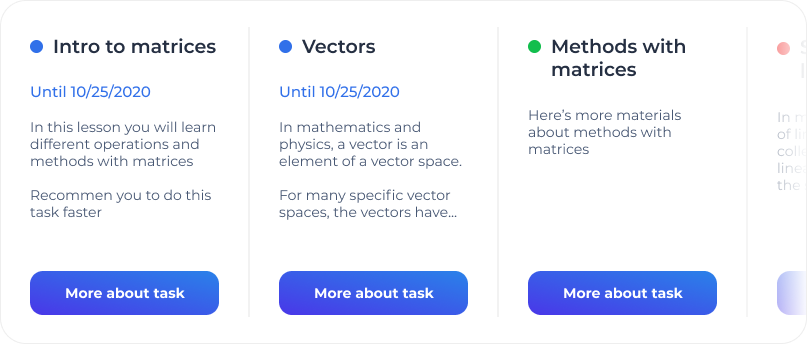 Intro to matrices
Until 10/25/2020
In this lesson you will learn
different operations and
methods with matrices
Recommen you to do this
task faster
More about task
Vectors
Until 10/25/2020
In mathematics and
physics, a vector is an
element of a vector space.
For many specific vector
spaces, the vectors have...
More about task
Methods with
matrices
Here's more materials
about methods with
matrices
More about task
In
of
the